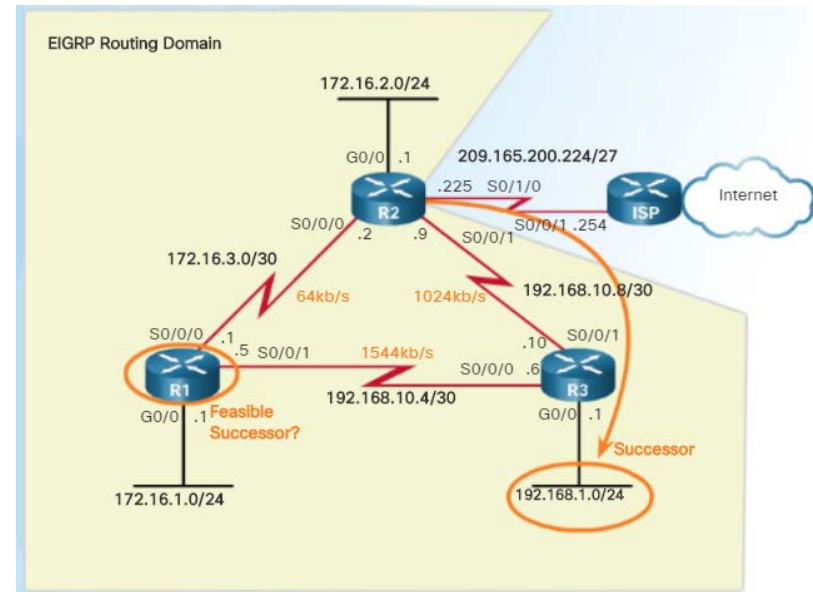 EIGRP Routing Domain
172.16.2.0/24
G0/0 .1
209.165.200.224/27
.225 S0/1/0
R2
ISP
Internet
S0/0/0
.2
.9
S0/0/1
S0/0/1 .254
172.16.3.0/30
64kb/s
1024kb/s
192.168.10.8/30
S0/0/0 .1
.5 S0/0/1
1544kb/s
.10 S0/0/1
S0/0/0 .6
R1
R3
192.168.10.4/30
G0/0 .1
Feasible
Successor?
G0/0 .1
Successor
172.16.1.0/24
192.168.1.0/24